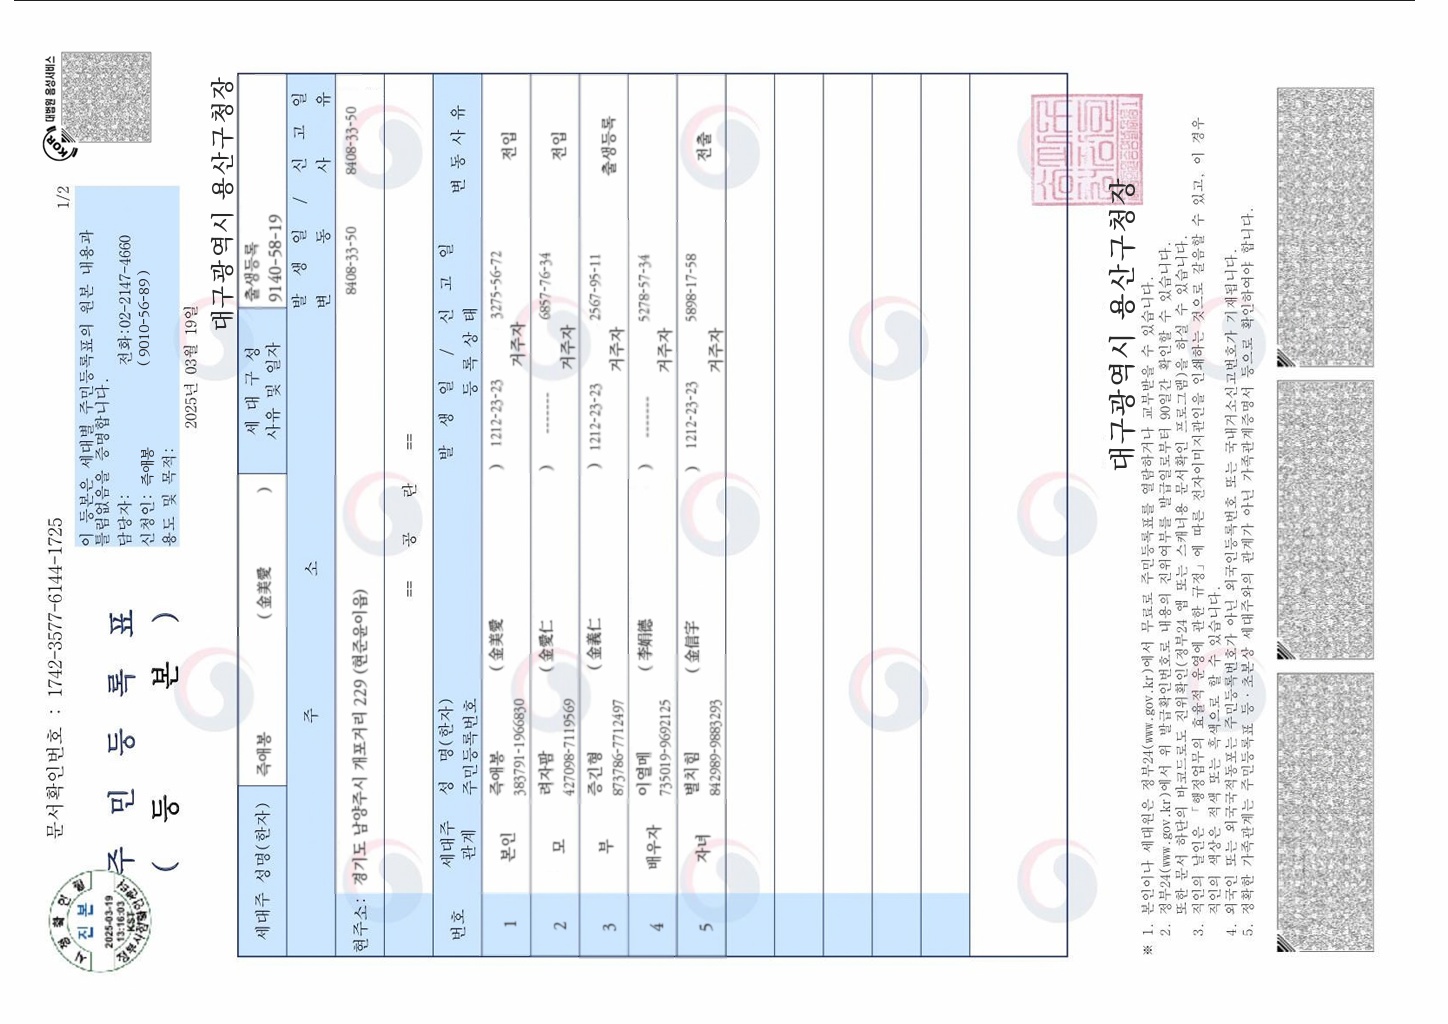 문서확인번호 : 1742-3577-6144-1725
1/2
대법원 음성서비스
주 민 등 록 표
( 등 본 )
이 등본은 세대별 주민등록표의 원본 내용과
틀림없음을 증명합니다.
담당자: 전화:02-2147-4660
신청인: 즉애봉 (9010-56-89)
용도 및 목적:
2025년 03월 19일
대구광역시 용산구청장
시 점 확 인 필
진 본
2025-03-19
13:16:03
KST
세대주 성명(한자) 즉애봉 (金美愛 )
세 대 구 성
사유 및 일자
출생등록
9140-58-19
주 소
발 생 일 / 신 고 일
변 동 사 유
현주소: 경기도 남양주시 개포거리 229 (현준윤이읍) 8408-33-50 8408-33-50
== 공 란 ==
번호
세대주
관계
성 명(한자)
주민등록번호
발 생 일 / 신 고 일
등 록 상 태
변 동 사 유
1 본인 즉애봉 (金美愛 ) 1212-23-23 3275-56-72 전입
383791-1966830 거주자
2 모 려자팜 (金愛仁 ) ------- 6857-76-34 전입
427098-7119569 거주자
3 부 증긴형 (金義仁 ) 1212-23-23 2567-95-11 출생등록
873786-7712497 거주자
4 배우자 이열메 (李娟德 ) ------- 5278-57-34
735019-9692125 거주자
5 자녀 별치힘 (金信宇 ) 1212-23-23 5898-17-58 전출
842989-9883293 거주자
대구광역시 용산구청장
※ 1. 본인이나 세대원은 정부24(www.gov.kr)에서 무료로 주민등록표를 열람하거나 교부받을 수 있습니다.
2. 정부24(www.gov.kr)에서 위 발급확인번호로 내용의 진위여부를 발급일로부터 90일간 확인할 수 있습니다.
또한 문서 하단의 바코드로도 진위확인(정부24 앱 또는 스캐너용 문서확인 프로그램)을 하실 수 있습니다.
3. 직인의 날인은 「행정업무의 효율적 운영에 관한 규정」에 따른 전자이미지관인을 인쇄하는 것으로 갈음할 수 있고, 이 경우
직인의 색상은 적색 또는 흑색으로 할 수 있습니다.
4. 외국인 또는 외국국적동포는 주민등록번호가 아닌 외국인등록번호 또는 국내거소신고번호가 기재됩니다.
5. 정확한 가족관계는 주민등록표 등·초본상 세대주와의 관계가 아닌 가족관계증명서 등으로 확인하여야 합니다.